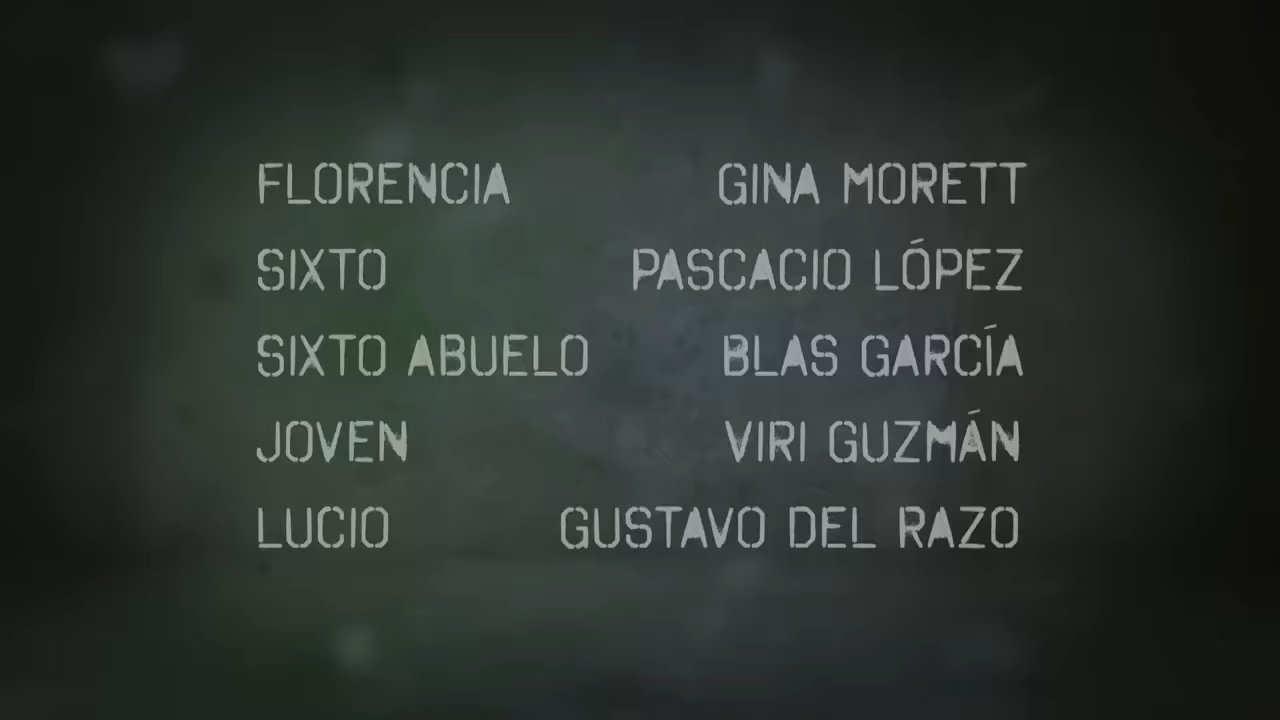 FLORENCIA GINA MORETT
SIXTO PASCACIO LÓPEZ
SIXTO ABUELO BLAS GARCÍA
JOVEN VIRI GUZMÁN
LUCIO GUSTAVO DEL RAZO